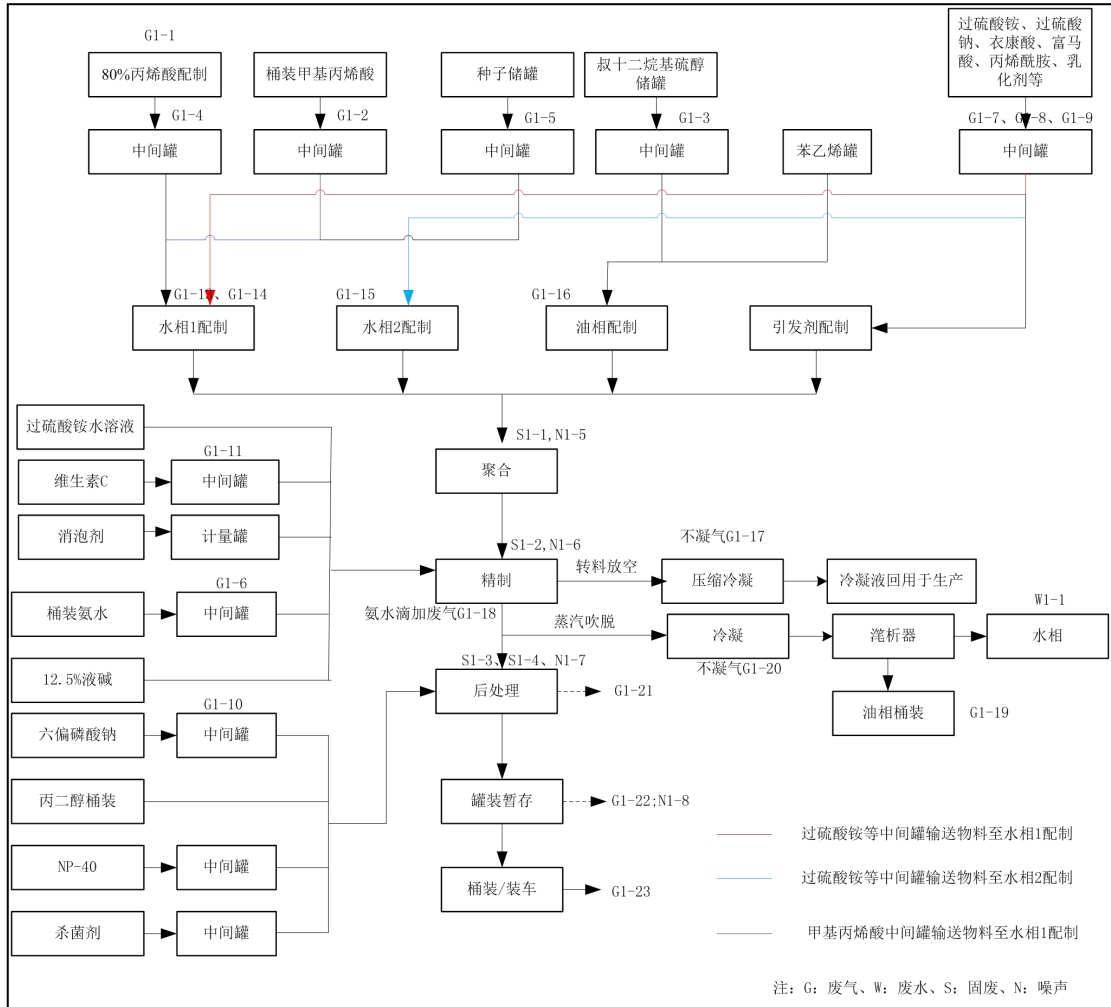 G1-1
过硫酸铵、过硫酸
钠、衣康酸、富马
酸、丙烯酰胺、乳
化剂等
80%丙烯酸配制
桶装甲基丙烯酸
种子储罐
叔十二烷基硫醇
储罐
G1-4
G1-2
G1-5
G1-3
G1-7、G1-8、G1-9
中间罐
中间罐
中间罐
中间罐
苯乙烯罐
中间罐
G1-13、G1-14
G1-15
G1-16
水相1配制
水相2配制
油相配制
引发剂配制
过硫酸铵水溶液
S1-1,N1-5
G1-11
维生素C
中间罐
聚合
消泡剂
计量罐
S1-2,N1-6
不凝气G1-17
转料放空
精制
压缩冷凝
冷凝液回用于生产
G1-6
桶装氨水
中间罐
氨水滴加废气G1-18
蒸汽吹脱
W1-1
冷凝
滗析器
水相
12.5%液碱
S1-3、S1-4、N1-7
不凝气G1-20
后处理
G1-21
G1-10
油相桶装
G1-19
六偏磷酸钠
中间罐
丙二醇桶装
罐装暂存
G1-22;N1-8
过硫酸铵等中间罐输送物料至水相1配制
NP-40
中间罐
桶装/装车
G1-23
过硫酸铵等中间罐输送物料至水相2配制
杀菌剂
中间罐
甲基丙烯酸中间罐输送物料至水相1配制
注：G：废气、W：废水、S：固废、N：噪声